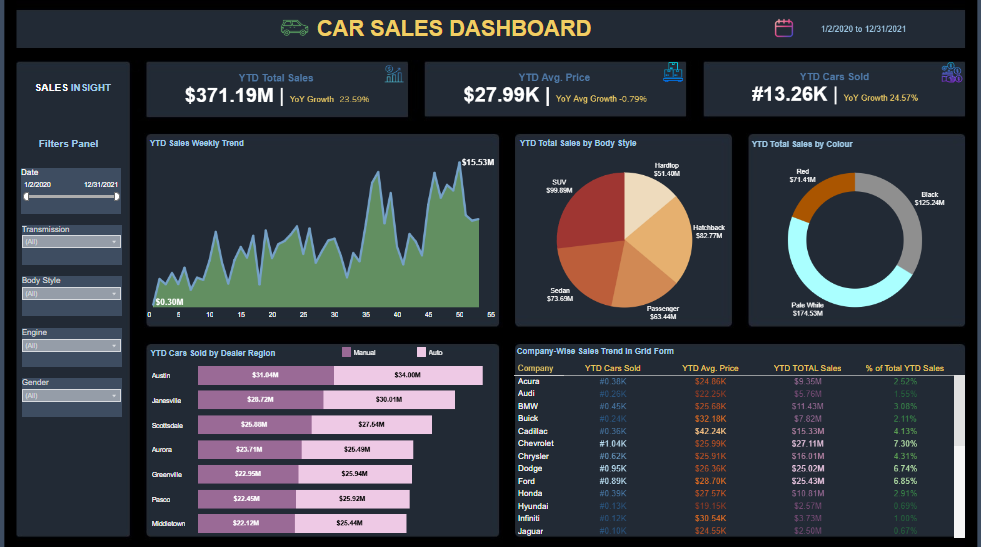 CAR SALES DASHBOARD
1/2/2020 to 12/31/2021
SALES INSIGHT
Filters Panel
Date
1/2/2020 12/31/2021
Transmission
(All)
Body Style
(All)
Engine
(All)
Gender
(All)
YTD Total Sales
$371.19M | YoY Growth 23.59%
YTD Avg. Price
$27.99K | YoY Avg Growth -0.79%
YTD Cars Sold
#13.26K | YoY Growth 24.57%
YTD Sales Weekly Trend
$15.53M
$0.30M
0 5 10 15 20 25 30 35 40 45 50 55
YTD Total Sales by Body Style
Hardtop
$51.40M
SUV
$99.89M
Hatchback
$82.77M
Sedan
$73.69M
Passenger
$63.44M
YTD Total Sales by Colour
Red
$71.41M
Black
$125.24M
Pale White
$174.53M
YTD Cars Sold by Dealer Region
Manual Auto
Austin $31.04M $34.00M
Janesville $28.72M $30.01M
Scottsdale $25.88M $27.64M
Aurora $23.71M $25.49M
Greenville $22.95M $25.94M
Pasco $22.45M $25.92M
Middletown $22.12M $25.44M
Company-Wise Sales Trend in Grid Form
Company YTD Cars Sold YTD Avg. Price YTD TOTAL Sales % of Total YTD Sales
Acura #0.38K $24.86K $9.35M 2.52%
Audi #0.26K $22.25K $5.76M 1.55%
BMW #0.45K $25.68K $11.43M 3.08%
Buick #0.24K $32.18K $7.82M 2.11%
Cadillac #0.36K $42.24K $15.33M 4.13%
Chevrolet #1.04K $25.99K $27.11M 7.30%
Chrysler #0.62K $25.91K $16.01M 4.31%
Dodge #0.95K $26.36K $25.02M 6.74%
Ford #0.89K $28.70K $25.43M 6.85%
Honda #0.39K $27.57K $10.81M 2.91%
Hyundai #0.13K $19.15K $2.57M 0.69%
Infiniti #0.12K $30.54K $3.73M
Jaguar #0.10K $24.55K $2.50M 0.67%